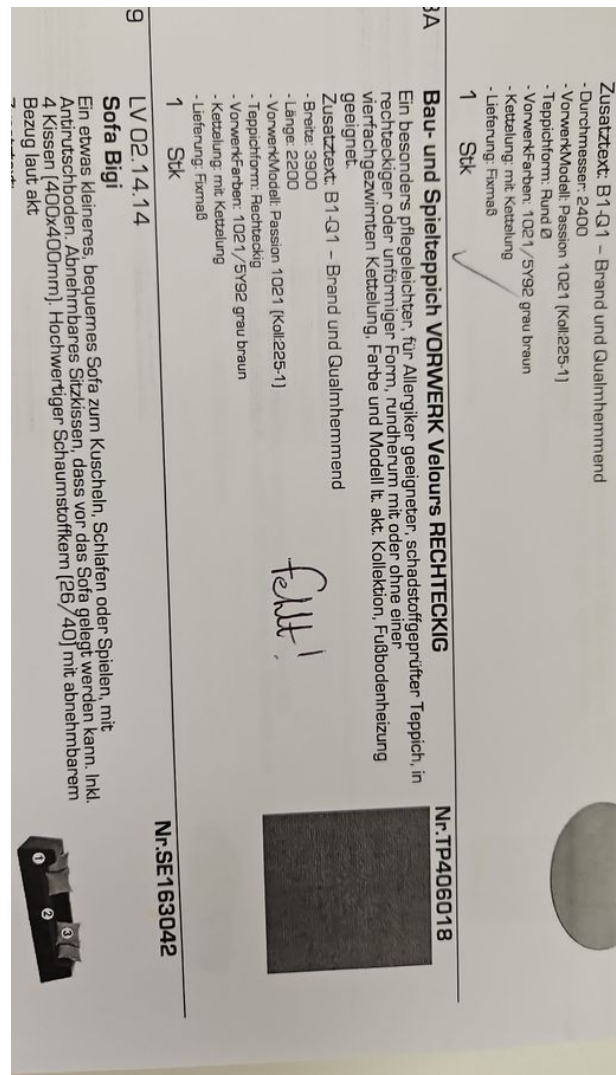 Zusatztext: B1-Q1 – Brand und Qualmhemmend
- Durchmesser: 2400
- VorwerkModell: Passion 1021 [Koll:225-1]
- Teppichform: Rund Ø
- VorwerkFarben: 1021/5Y92 grau braun
- Kettelung: mit Kettelung
- Lieferung: Fixmaß
1 Stk
8A
Bau- und Spielteppich VORWERK Velours RECHTECKIG
Nr.TP406018
Ein besonders pflegeleichter, für Allergiker geeigneter, schadstoffgeprüfter Teppich, in
rechteckiger oder unförmiger Form, rundherum mit oder ohne einer
vierfachgezwirnten Kettelung, Farbe und Modell lt. akt. Kollektion, Fußbodenheizung
geeignet.
Zusatztext: B1-Q1 – Brand und Qualmhemmend
- Breite: 3900
- Länge: 2200
- VorwerkModell: Passion 1021 [Koll:225-1]
- Teppichform: Rechteckig
- VorwerkFarben: 1021/5Y92 grau braun
- Kettelung: mit Kettelung
- Lieferung: Fixmaß
fehlt!
1 Stk
9
LV 02.14.14
Nr.SE163042
Sofa Bigi
Ein etwas kleineres, bequemes Sofa zum Kuscheln, Schlafen oder Spielen, mit
Antirutschboden. Abnehmbares Sitzkissen, dass vor das Sofa gelegt werden kann. Inkl.
4 Kissen [400x400mm]. Hochwertiger Schaumstoffkern [26/40] mit abnehmbarem
Bezug laut akt
1
2
3